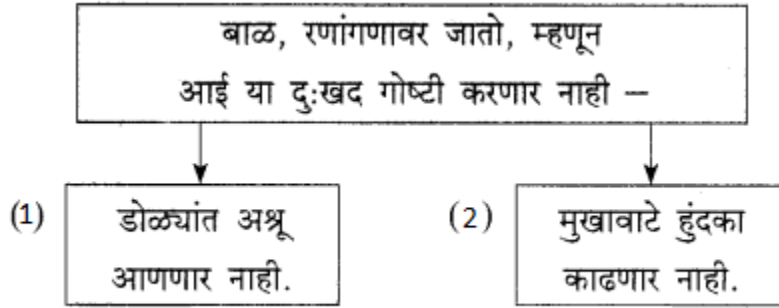 बाळ, रणांगणावर जातो, म्हणून
आई या दुःखद गोष्टी करणार नाही –
(1) डोळ्यांत अश्रू
आणणार नाही.
(2) मुखावाटे हुंदका
काढणार नाही.